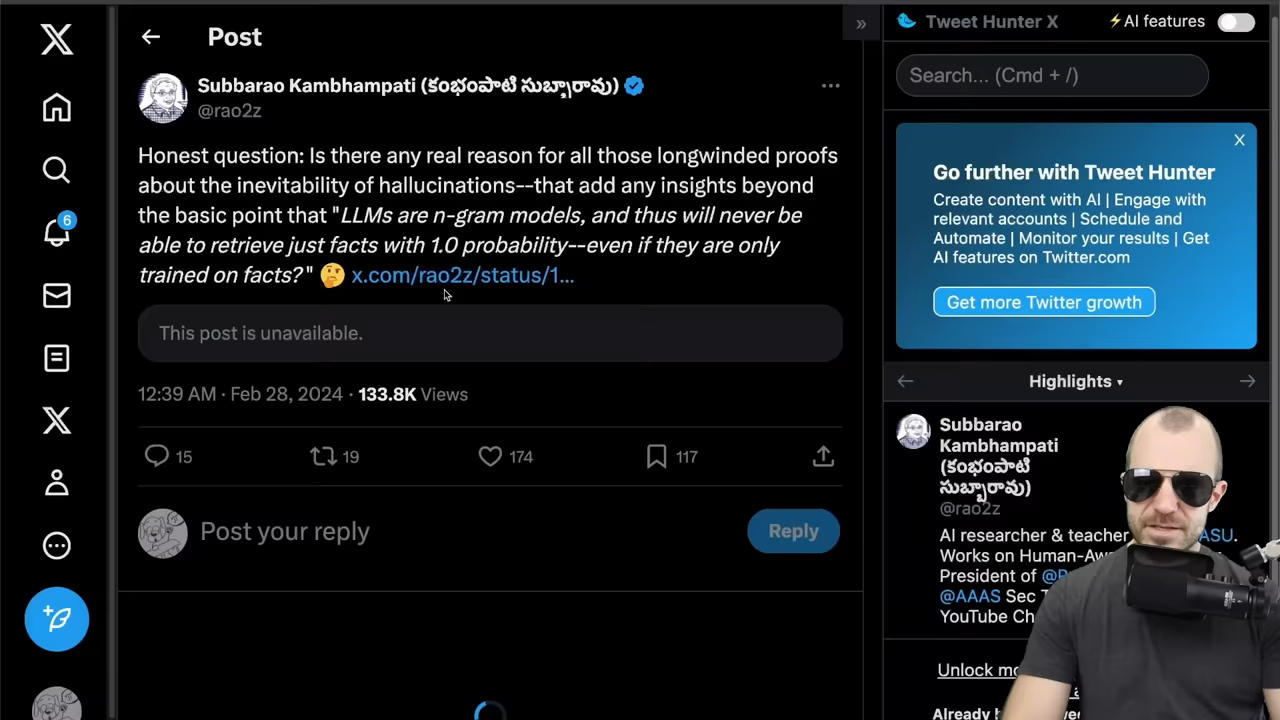 Post
Subbarao Kambhampati (కంభంపాటి సుబ్బారావు)
@rao2z
Honest question: Is there any real reason for all those longwinded proofs
about the inevitability of hallucinations--that add any insights beyond
the basic point that "LLMs are n-gram models, and thus will never be
able to retrieve just facts with 1.0 probability--even if they are only
trained on facts?" 🤔 x.com/rao2z/status/1...
This post is unavailable.
12:39 AM · Feb 28, 2024 · 133.8K Views
15 19 174 117
Post your reply
Reply
6
»
Tweet Hunter X
⚡AI features
Search... (Cmd + /)
X
Go further with Tweet Hunter
Create content with AI | Engage with
relevant accounts | Schedule and
Automate | Monitor your results | Get
AI features on Twitter.com
Get more Twitter growth
Highlights
Subbarao
Kambhampati
(కంభంపాటి
సుబ్బారావు)
@rao2z
AI researcher & teacher ASU.
Works on Human-Aw
President of
@AAAS Sec
YouTube Ch
Unlock
Already